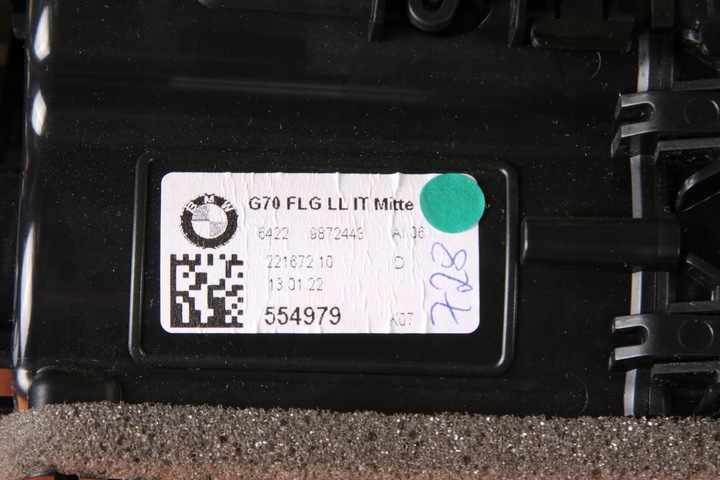 BMW
G70 FLG LL IT Mitte
6422 9872443 AI 06
221672 10 D
13.01.22
554979 K07
728